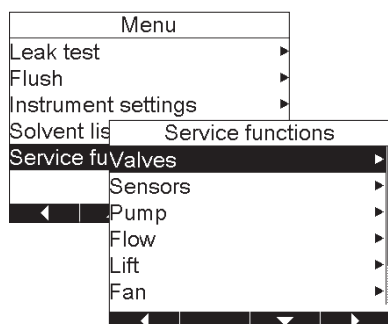 Menu
Leak test
Flush
Instrument settings
Solvent lis
Service fu
Service functions
Valves
Sensors
Pump
Flow
Lift
Fan